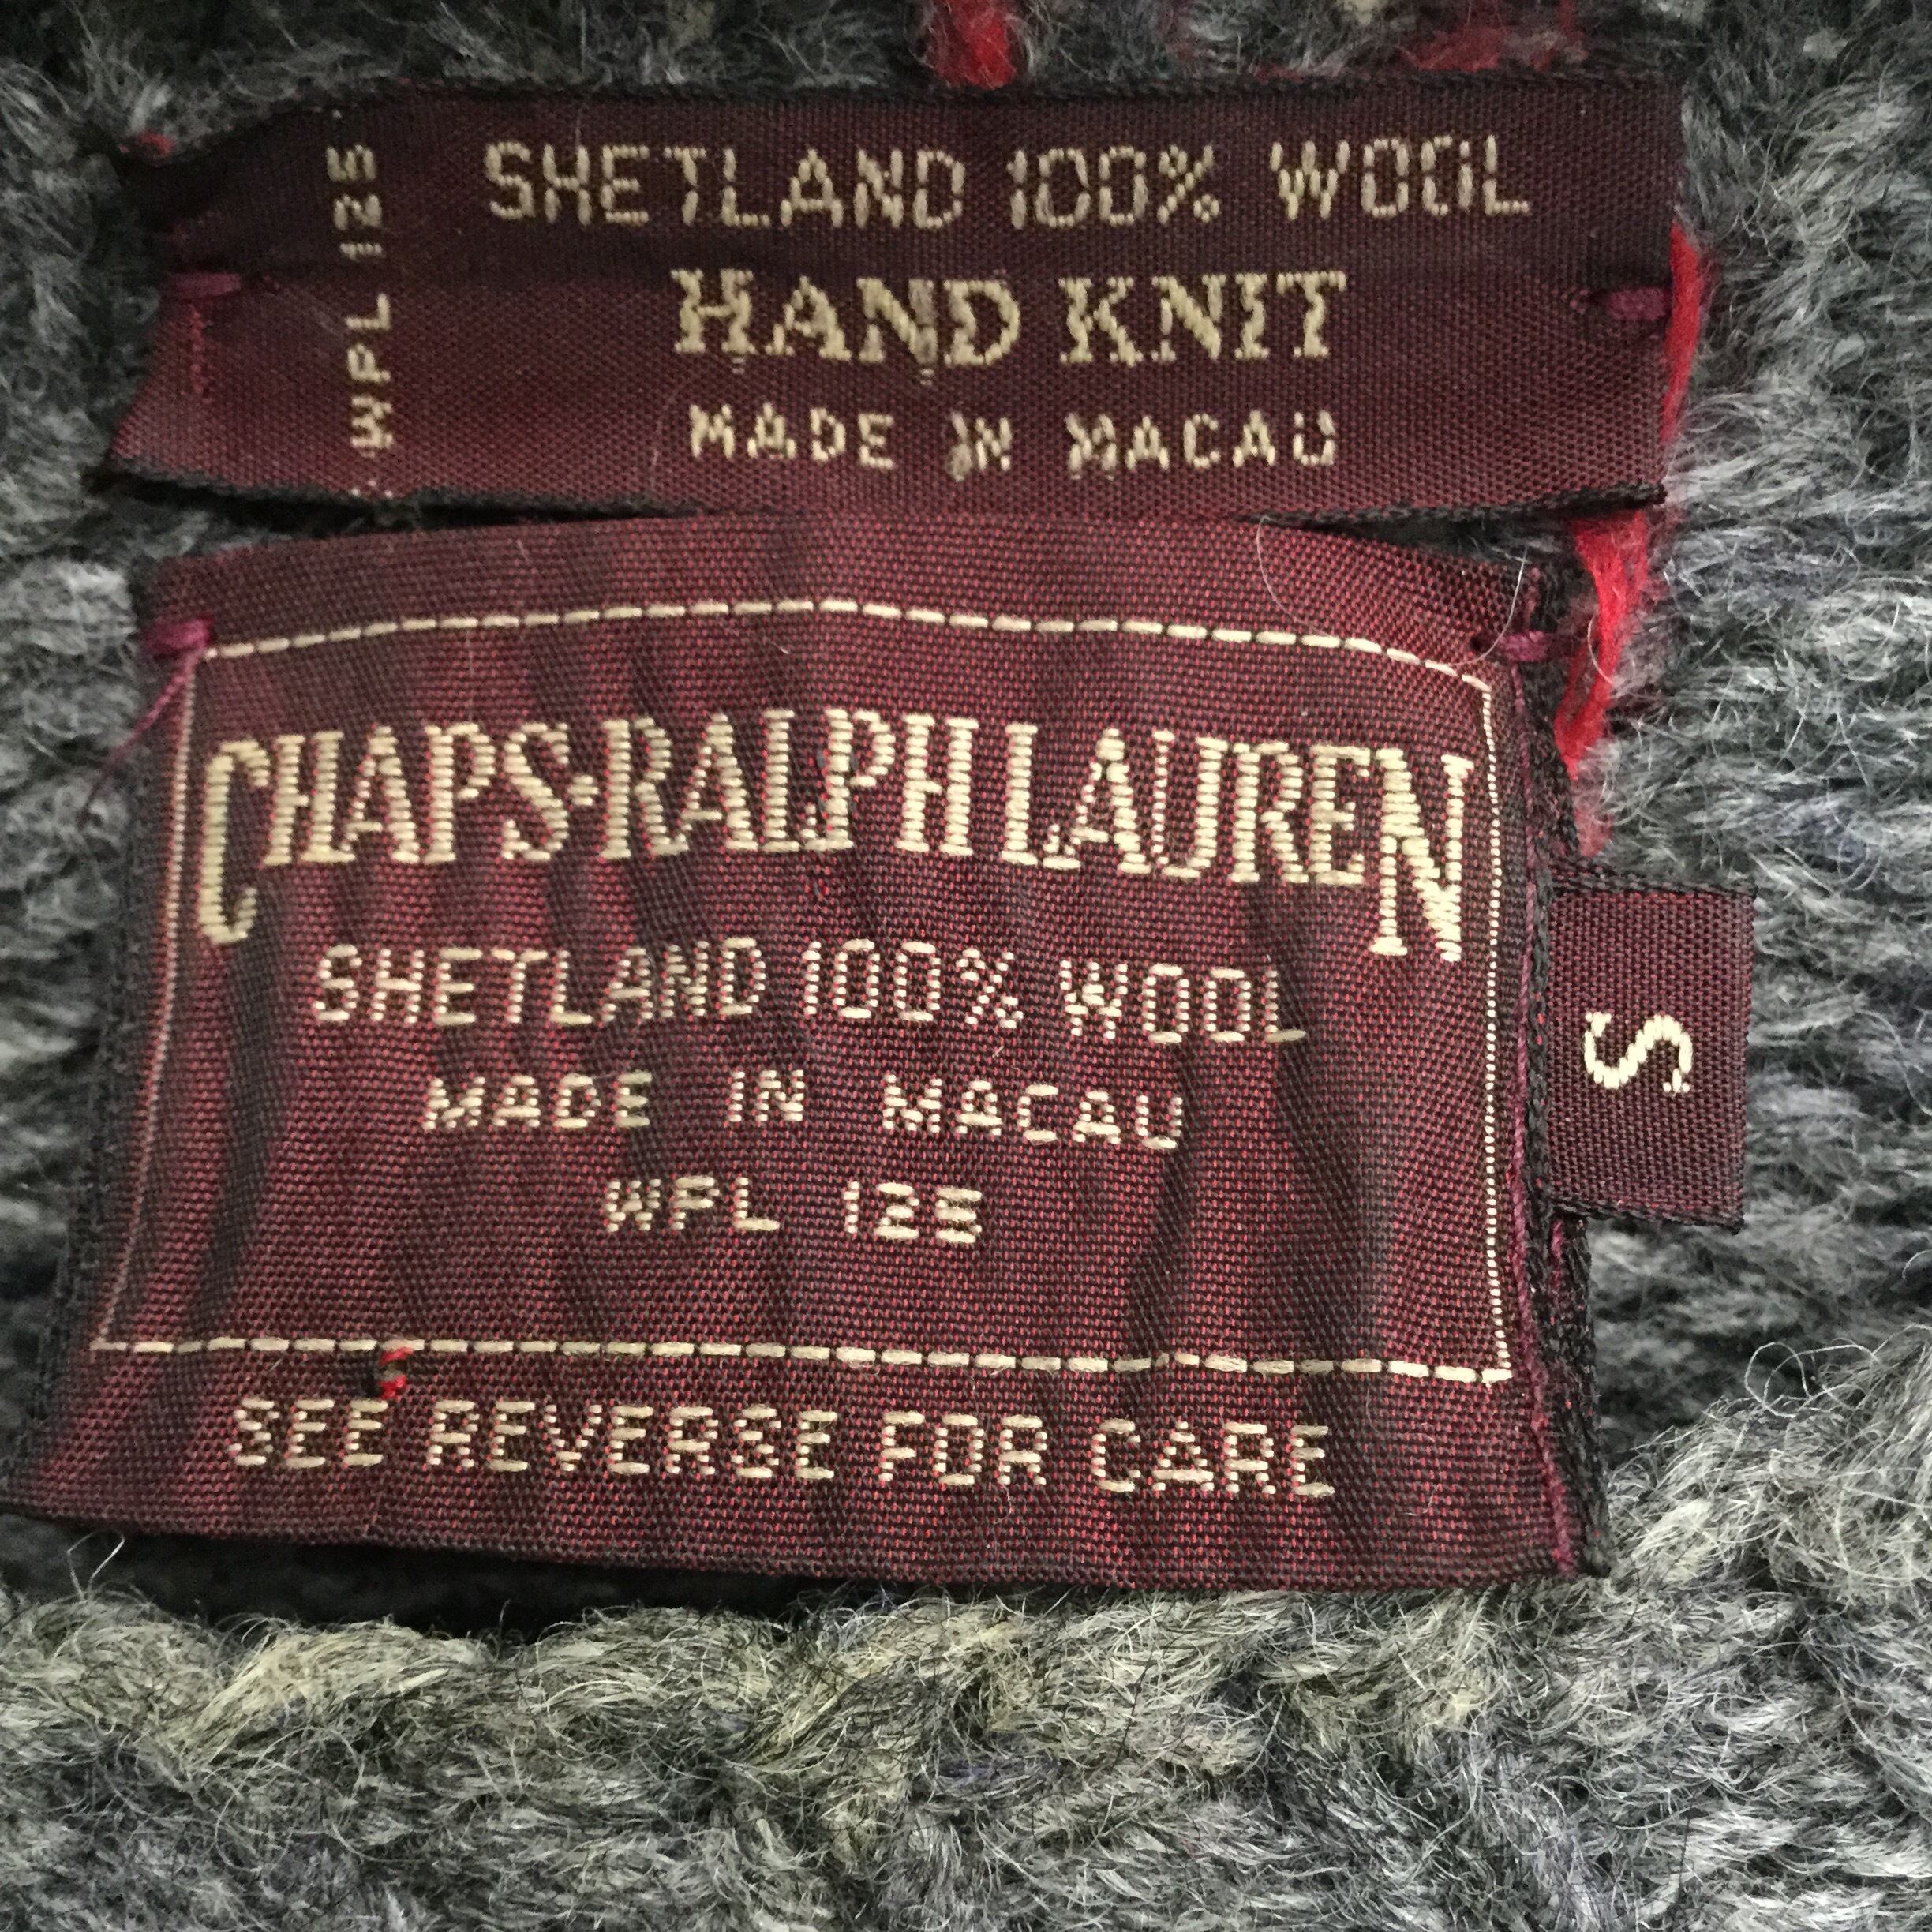 WPL 125
SHETLAND 100% WOOL
HAND KNIT
MADE IN MACAU
CHAPS·RALPH LAUREN
SHETLAND 100% WOOL
MADE IN MACAU
WPL 125
SEE REVERSE FOR CARE
S